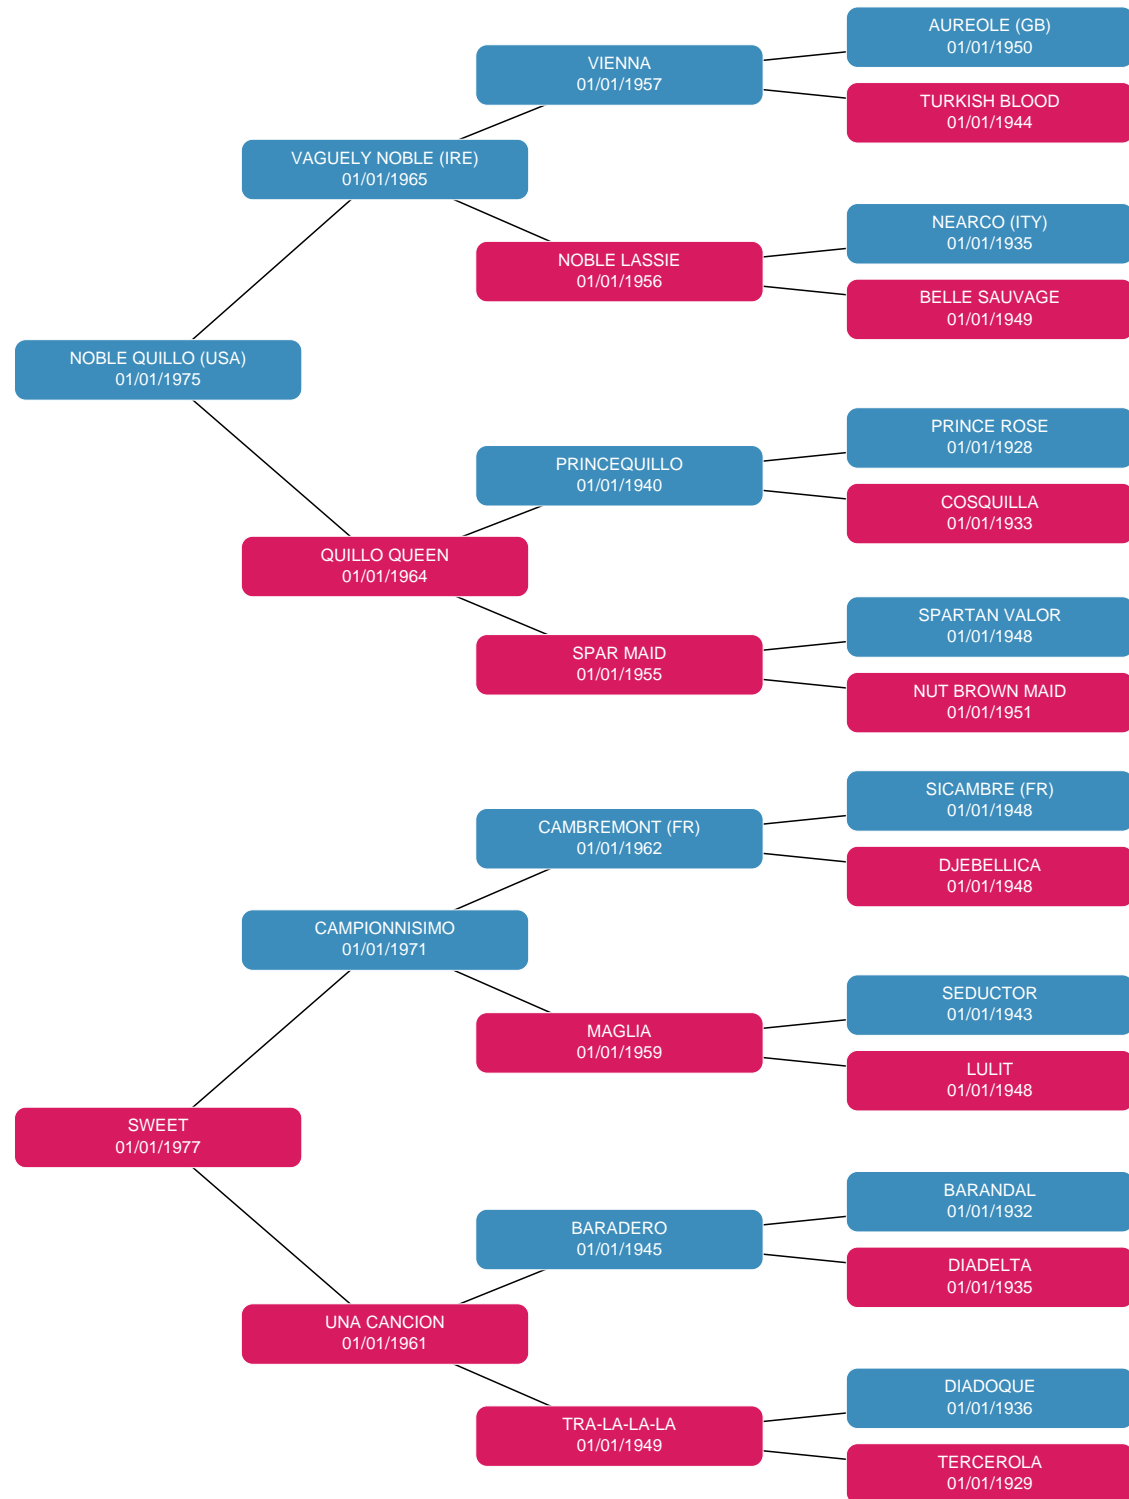 AUREOLE (GB)
01/01/1950
VIENNA
01/01/1957
TURKISH BLOOD
01/01/1944
VAGUELY NOBLE (IRE)
01/01/1965
NEARCO (ITY)
01/01/1935
NOBLE LASSIE
01/01/1956
BELLE SAUVAGE
01/01/1949
NOBLE QUILLO (USA)
01/01/1975
PRINCE ROSE
01/01/1928
PRINCEQUILLO
01/01/1940
COSQUILLA
01/01/1933
QUILLO QUEEN
01/01/1964
SPARTAN VALOR
01/01/1948
SPAR MAID
01/01/1955
NUT BROWN MAID
01/01/1951
SICAMBRE (FR)
01/01/1948
CAMBREMONT (FR)
01/01/1962
DJEBELLICA
01/01/1948
CAMPIONNISIMO
01/01/1971
SEDUCTOR
01/01/1943
MAGLIA
01/01/1959
LULIT
01/01/1948
SWEET
01/01/1977
BARANDAL
01/01/1932
BARADERO
01/01/1945
DIADELTA
01/01/1935
UNA CANCION
01/01/1961
DIADOQUE
01/01/1936
TRA-LA-LA-LA
01/01/1949
TERCEROLA
01/01/1929